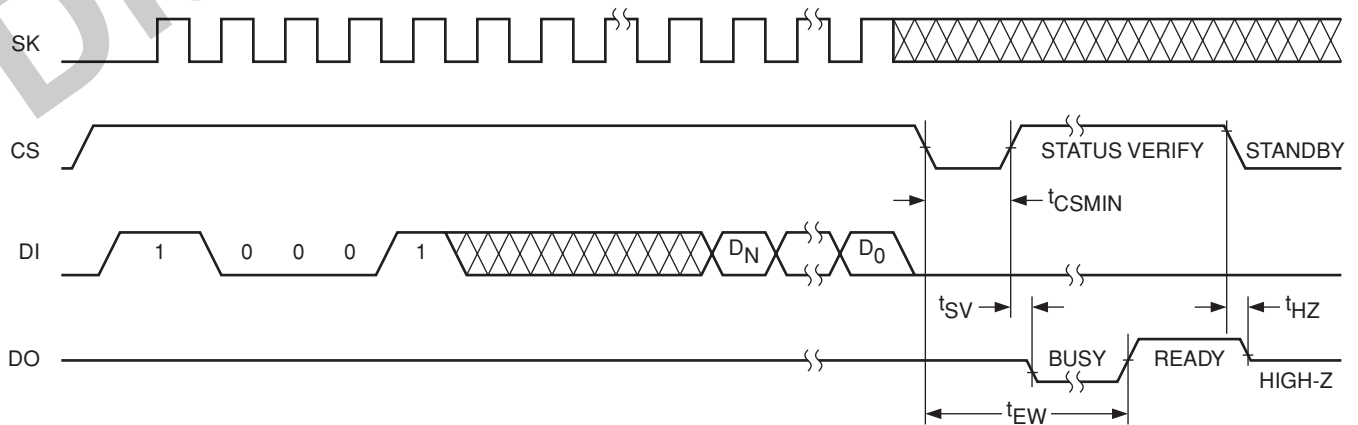 SK
CS
STATUS VERIFY
STANDBY
tCSMIN
DI
1 0 0 0 1
DN
D0
tSV
tHZ
DO
BUSY
READY
HIGH-Z
tEW